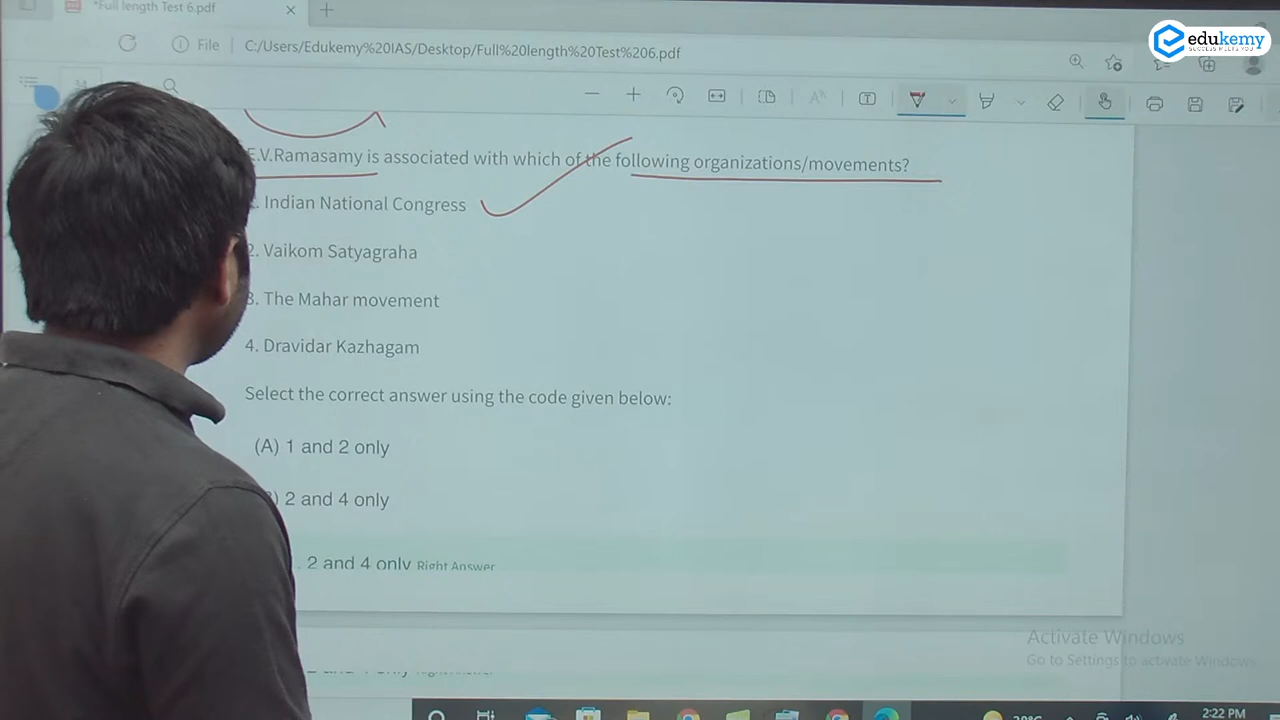 *Full length Test 6.pdf
edukemy
SUCCESS MEETS YOU
File C:/Users/Edukemy%20IAS/Desktop/Full%20length%20Test%206.pdf
E.V.Ramasamy is associated with which of the following organizations/movements?
. Indian National Congress
2. Vaikom Satyagraha
3. The Mahar movement
4. Dravidar Kazhagam
Select the correct answer using the code given below:
(A) 1 and 2 only
) 2 and 4 only
, 2 and 4 only Right Answer
Activate Windows
Go to Settings to activate Windows.
2:22 PM